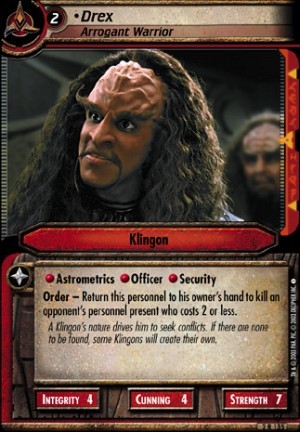 2
•Drex
Arrogant Warrior
Klingon
•Astrometrics •Officer •Security
Order – Return this personnel to his owner's hand to kill an
opponent's personnel present who costs 2 or less.
A Klingon's nature drives him to seek conflicts. If there are none
to be found, some Klingons will create their own.
INTEGRITY 4 CUNNING 4 STRENGTH 7